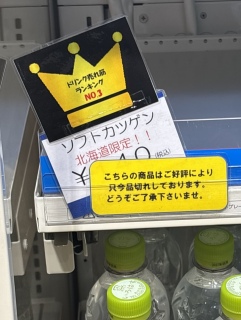 ドリンク売れ筋
ランキング
NO3
ソフトカツゲン
北海道限定!!
(税込)
こちらの商品はご好評により
只今品切れしております。
どうぞご了承下さいませ。